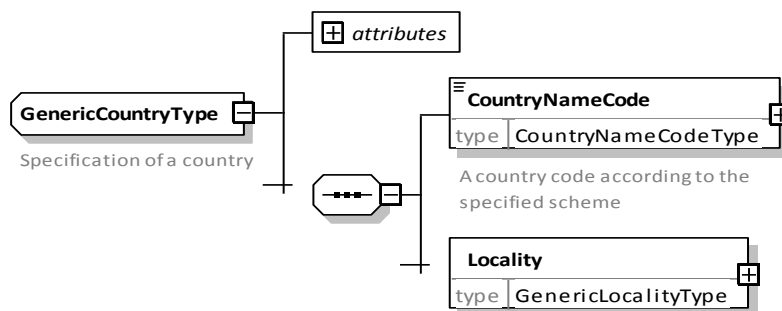 attributes
GenericCountryType
Specification of a country
CountryNameCode
type CountryNameCodeType
A country code according to the
specified scheme
Locality
type GenericLocalityType